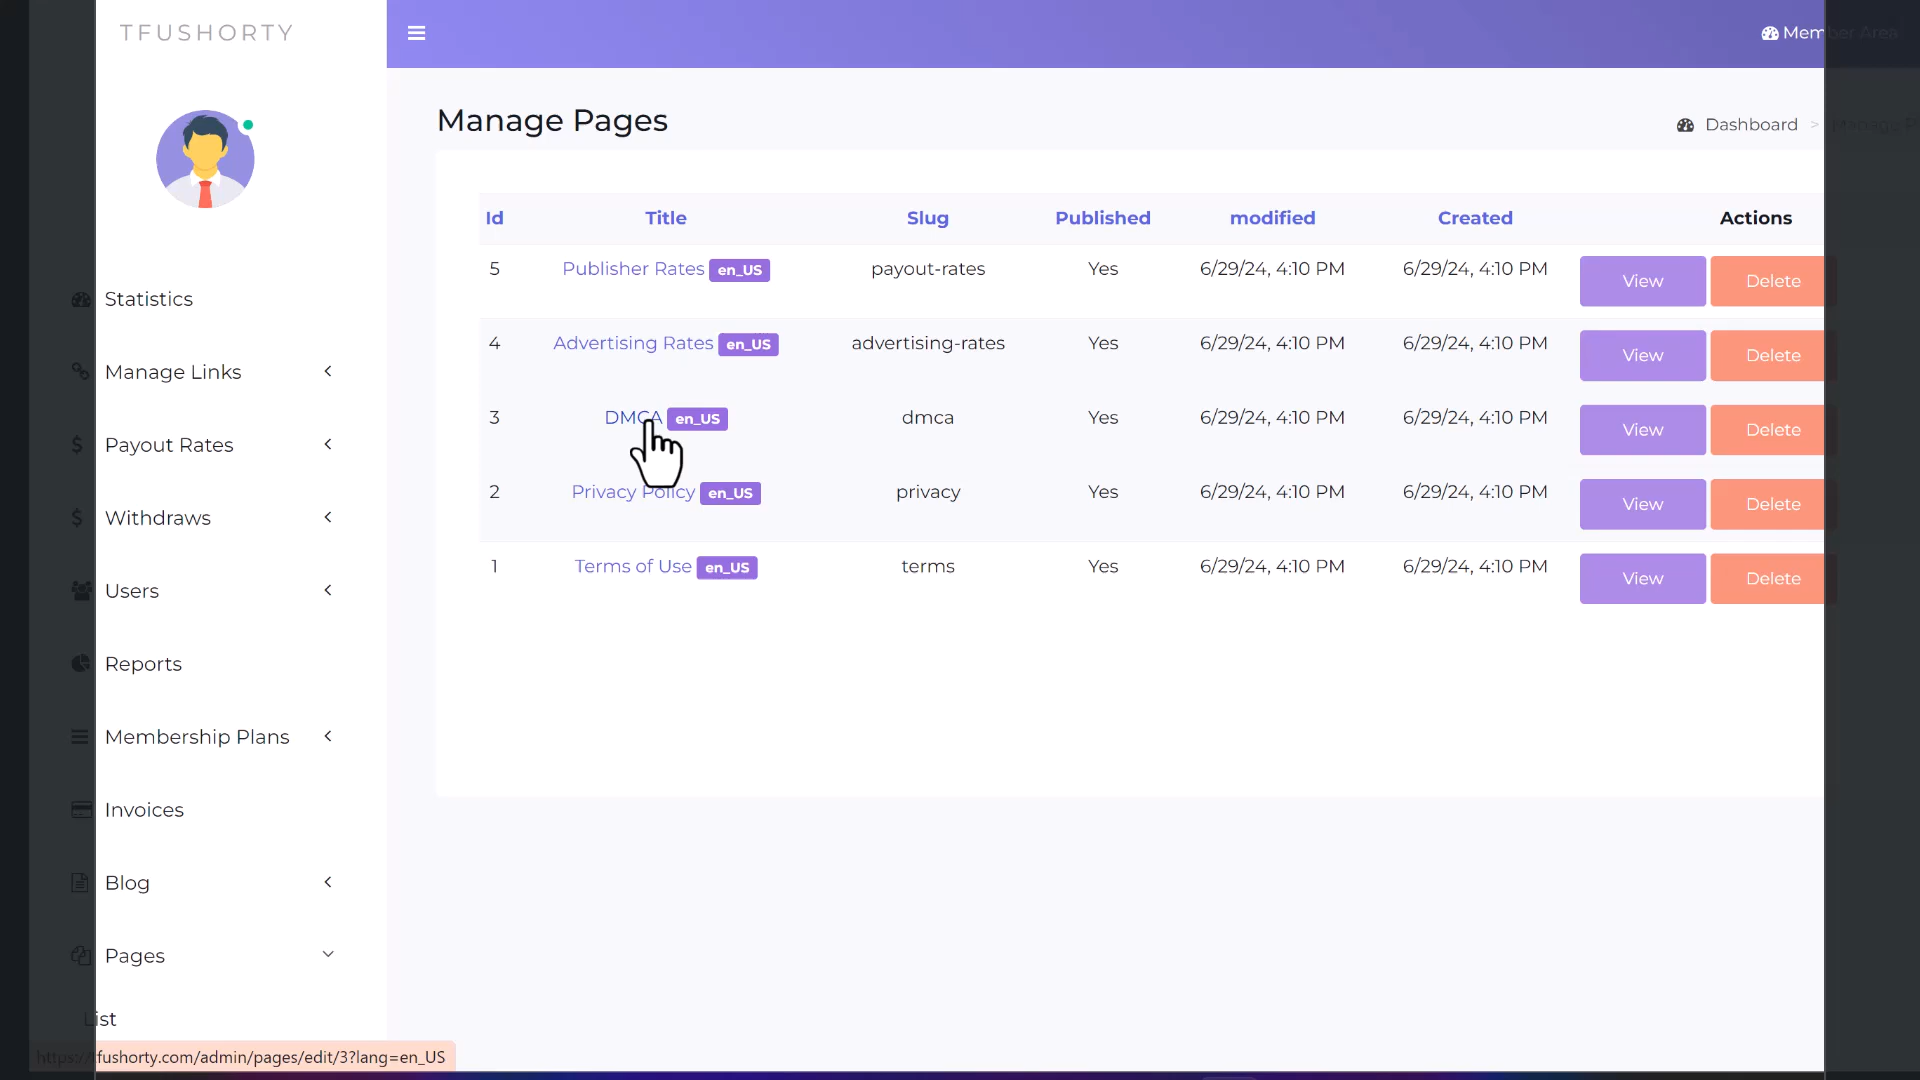 TFUSHORTY
Member Area
Manage Pages
Dashboard >
Id Title Slug Published modified Created Actions
5 Publisher Rates en_US payout-rates Yes 6/29/24, 4:10 PM 6/29/24, 4:10 PM View Delete
4 Advertising Rates en_US advertising-rates Yes 6/29/24, 4:10 PM 6/29/24, 4:10 PM View Delete
3 DMCA en_US dmca Yes 6/29/24, 4:10 PM 6/29/24, 4:10 PM View Delete
2 Privacy Policy en_US privacy Yes 6/29/24, 4:10 PM 6/29/24, 4:10 PM View Delete
1 Terms of Use en_US terms Yes 6/29/24, 4:10 PM 6/29/24, 4:10 PM View Delete
Statistics
Manage Links
Payout Rates
Withdraws
Users
Reports
Membership Plans
Invoices
Blog
Pages
List
https://tfushorty.com/admin/pages/edit/3?lang=en_US